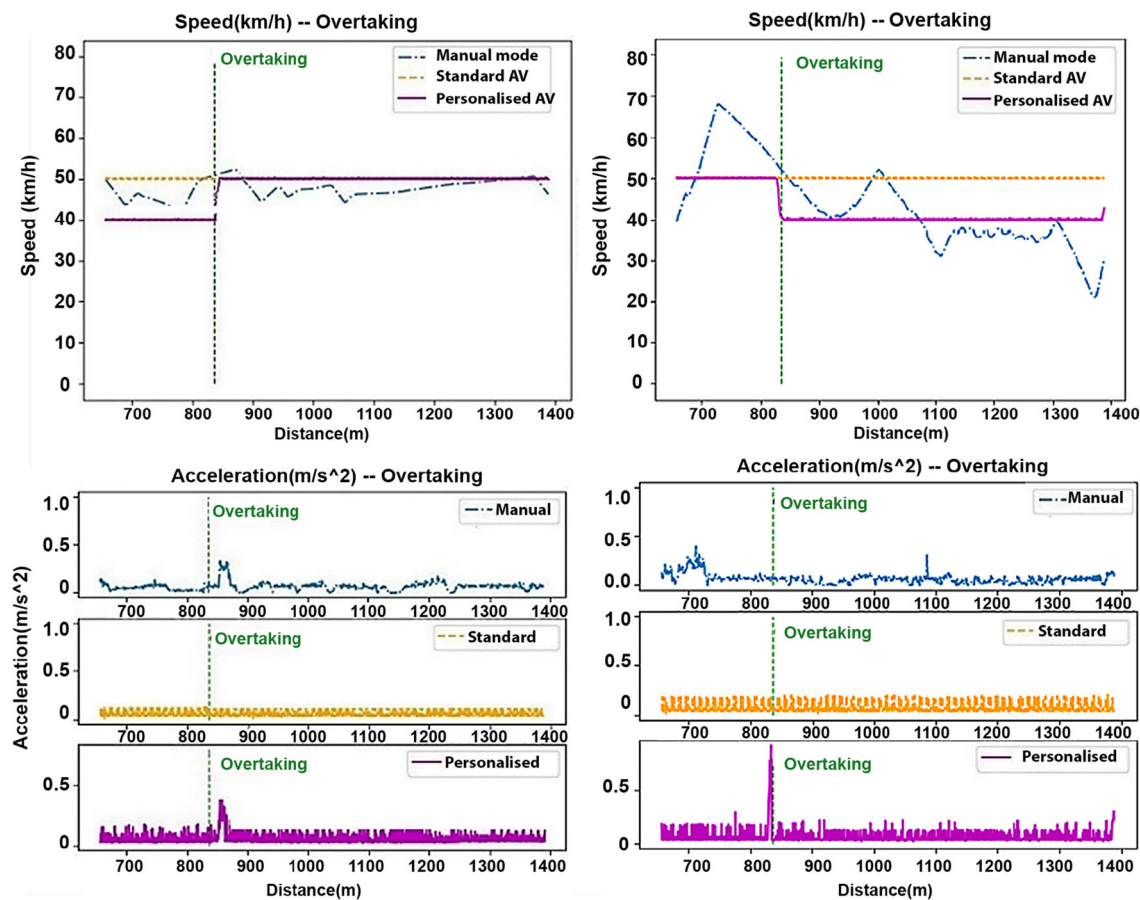 Speed(km/h) -- Overtaking
80
70
60
50
40
30
20
10
0
Speed (km/h)
Overtaking
Manual mode
Standard AV
Personalised AV
700 800 900 1000 1100 1200 1300 1400
Distance(m)
Speed(km/h) -- Overtaking
80
70
60
50
40
30
20
10
0
Speed (km/h)
Overtaking
Manual mode
Standard AV
Personalised AV
700 800 900 1000 1100 1200 1300 1400
Distance(m)
Acceleration(m/s^2) -- Overtaking
Acceleration(m/s^2)
1.0
0.5
0
Overtaking
Manual
700 800 900 1000 1100 1200 1300 1400
1.0
0.5
0
Overtaking
Standard
700 800 900 1000 1100 1200 1300 1400
0.5
0
Overtaking
Personalised
700 800 900 1000 1100 1200 1300 1400
Distance(m)
Acceleration(m/s^2) -- Overtaking
1.0
0.5
0.0
Overtaking
Manual
700 800 900 1000 1100 1200 1300 1400
1.0
0.5
0
Overtaking
Standard
700 800 900 1000 1100 1200 1300 1400
0.5
0
Overtaking
Personalised
700 800 900 1000 1100 1200 1300 1400
Distance(m)